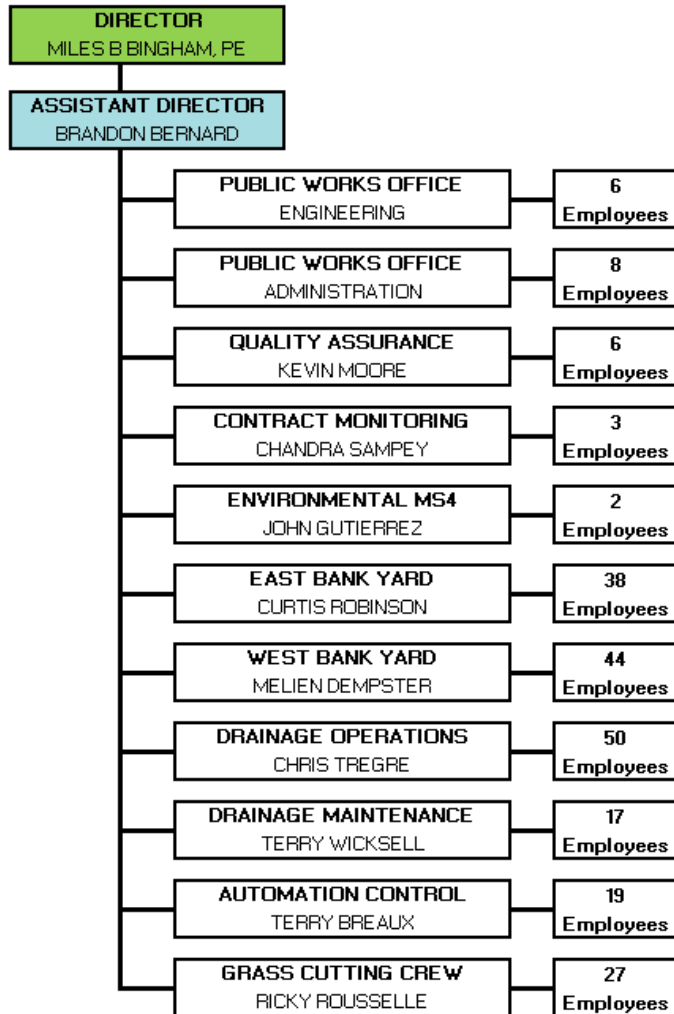 DIRECTOR
MILES B BINGHAM, PE
ASSISTANT DIRECTOR
BRANDON BERNARD
PUBLIC WORKS OFFICE
ENGINEERING
6
Employees
PUBLIC WORKS OFFICE
ADMINISTRATION
8
Employees
QUALITY ASSURANCE
KEVIN MOORE
6
Employees
CONTRACT MONITORING
CHANDRA SAMPEY
3
Employees
ENVIRONMENTAL MS4
JOHN GUTIERREZ
2
Employees
EAST BANK YARD
CURTIS ROBINSON
38
Employees
WEST BANK YARD
MELIEN DEMPSTER
44
Employees
DRAINAGE OPERATIONS
CHRIS TREGRE
50
Employees
DRAINAGE MAINTENANCE
TERRY WICKSELL
17
Employees
AUTOMATION CONTROL
TERRY BREAUX
19
Employees
GRASS CUTTING CREW
RICKY ROUSSELLE
27
Employees